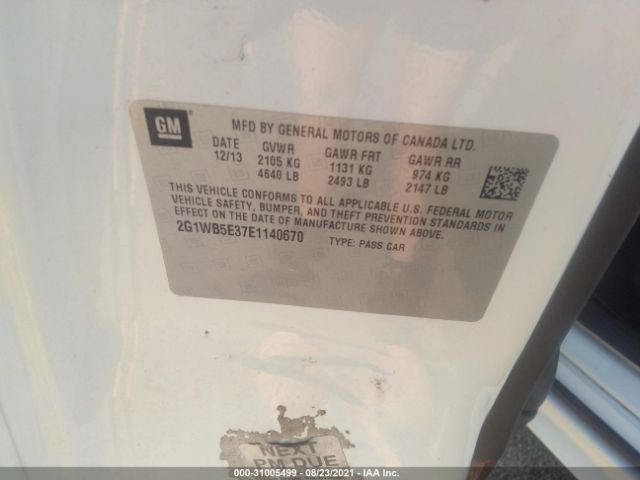 GM
MFD BY GENERAL MOTORS OF CANADA LTD.
DATE GVWR GAWR FRT GAWR RR
12/13 2105 KG 1131 KG 974 KG
4640 LB 2493 LB 2147 LB
THIS VEHICLE CONFORMS TO ALL APPLICABLE U.S. FEDERAL MOTOR
VEHICLE SAFETY, BUMPER, AND THEFT PREVENTION STANDARDS IN
EFFECT ON THE DATE OF MANUFACTURE SHOWN ABOVE.
2G1WB5E37E1140670 TYPE: PASS CAR
NEXT
PM DUE
000-31005499 - 08/23/2021 - IAA Inc.